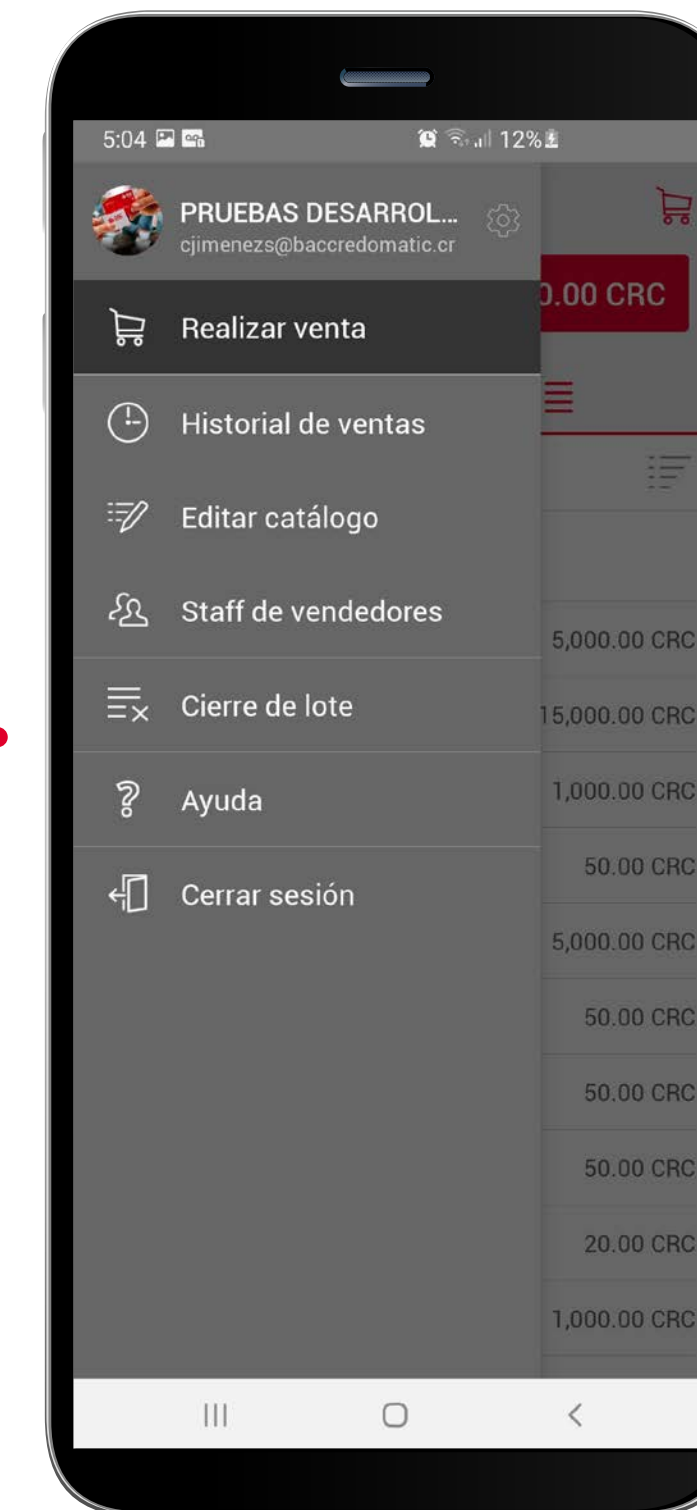 5:04
12%
PRUEBAS DESARROL...
cjimenezs@baccredomatic.cr
0.00 CRC
Realizar venta
Historial de ventas
Editar catálogo
Staff de vendedores
Cierre de lote
Ayuda
Cerrar sesión
5,000.00 CRC
15,000.00 CRC
1,000.00 CRC
50.00 CRC
5,000.00 CRC
50.00 CRC
50.00 CRC
50.00 CRC
20.00 CRC
1,000.00 CRC